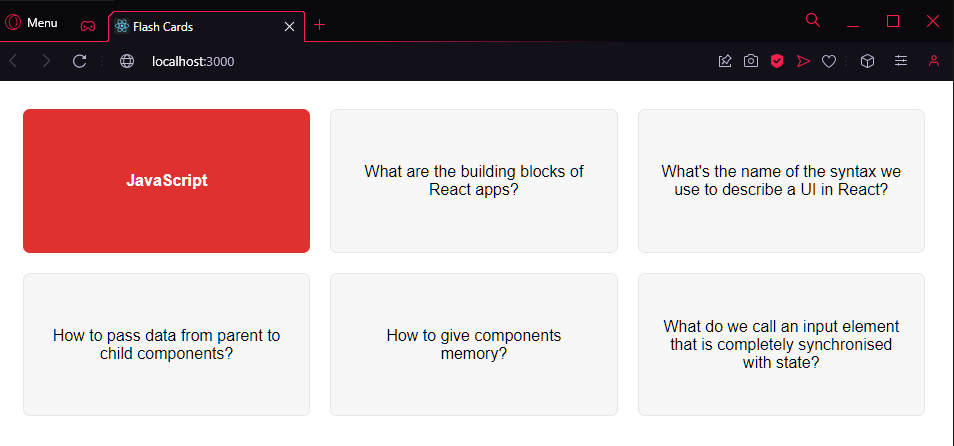 Menu
Flash Cards
localhost:3000
JavaScript
What are the building blocks of
React apps?
What's the name of the syntax we
use to describe a UI in React?
How to pass data from parent to
child components?
How to give components
memory?
What do we call an input element
that is completely synchronised
with state?